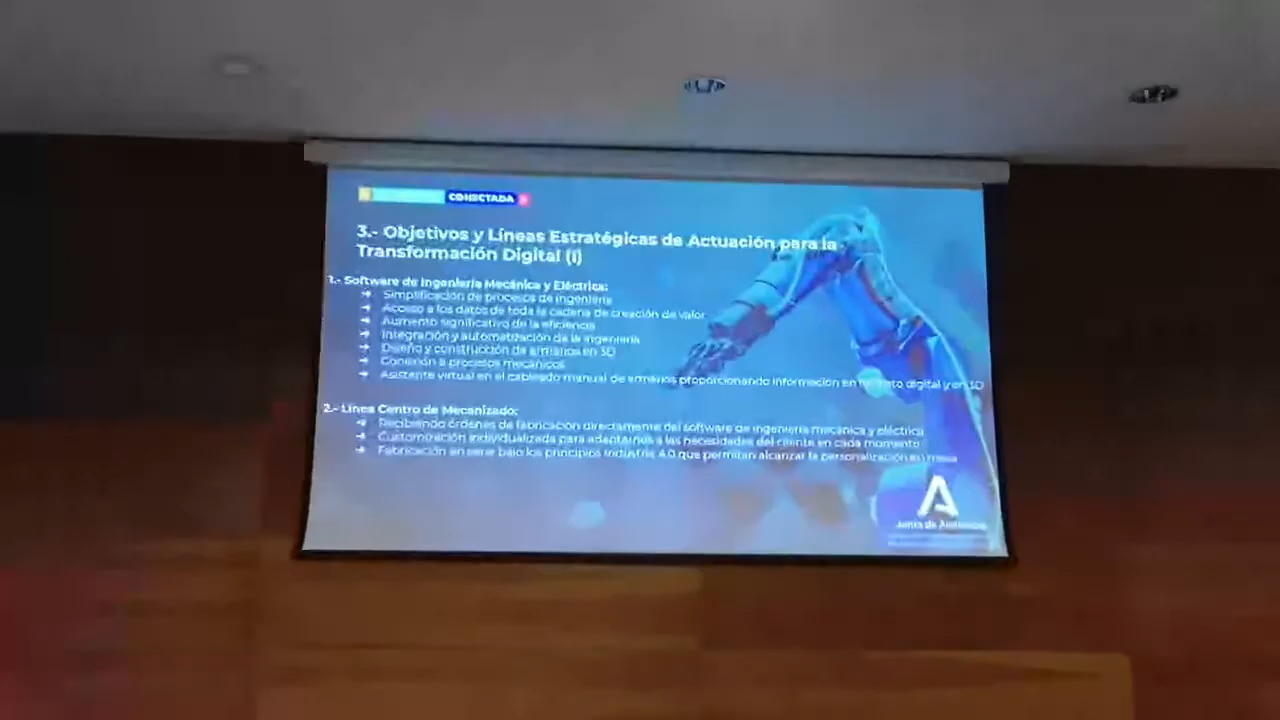 CONECTADA
3.- Objetivos y Líneas Estratégicas de Actuación para la
Transformación Digital (I)
1.- Software de Ingeniería Mecánica y Eléctrica:
➔ Simplificación de procesos de ingeniería
➔ Acceso a los datos de toda la cadena de creación de valor
➔ Aumento significativo de la eficiencia
➔ Integración y automatización de la ingeniería
➔ Diseño y construcción de armarios en 3D
➔ Conexión a procesos mecánicos
➔ Asistente virtual en el cableado manual de armarios proporcionando información en formato digital y en 3D
2.- Línea Centro de Mecanizado:
➔ Recibiendo órdenes de fabricación directamente del software de ingeniería mecánica y eléctrica
➔ Customización individualizada para adaptarnos a las necesidades del cliente en cada momento
➔ Fabricación en serie bajo los principios Industria 4.0 que permitan alcanzar la personalización en masa
Junta de Andalucía